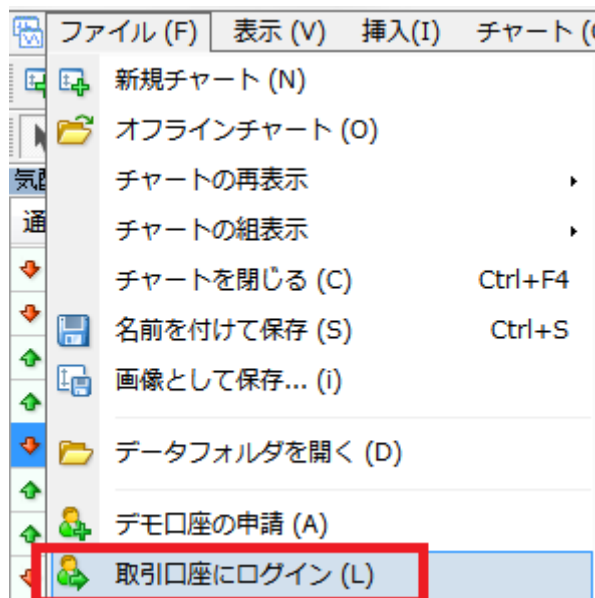 ファイル (F) 表示 (V) 挿入(I) チャート (
新規チャート (N)
オフラインチャート (O)
チャートの再表示
チャートの組表示
チャートを閉じる (C) Ctrl+F4
名前を付けて保存 (S) Ctrl+S
画像として保存... (i)
データフォルダを開く (D)
デモ口座の申請 (A)
取引口座にログイン (L)
気
通